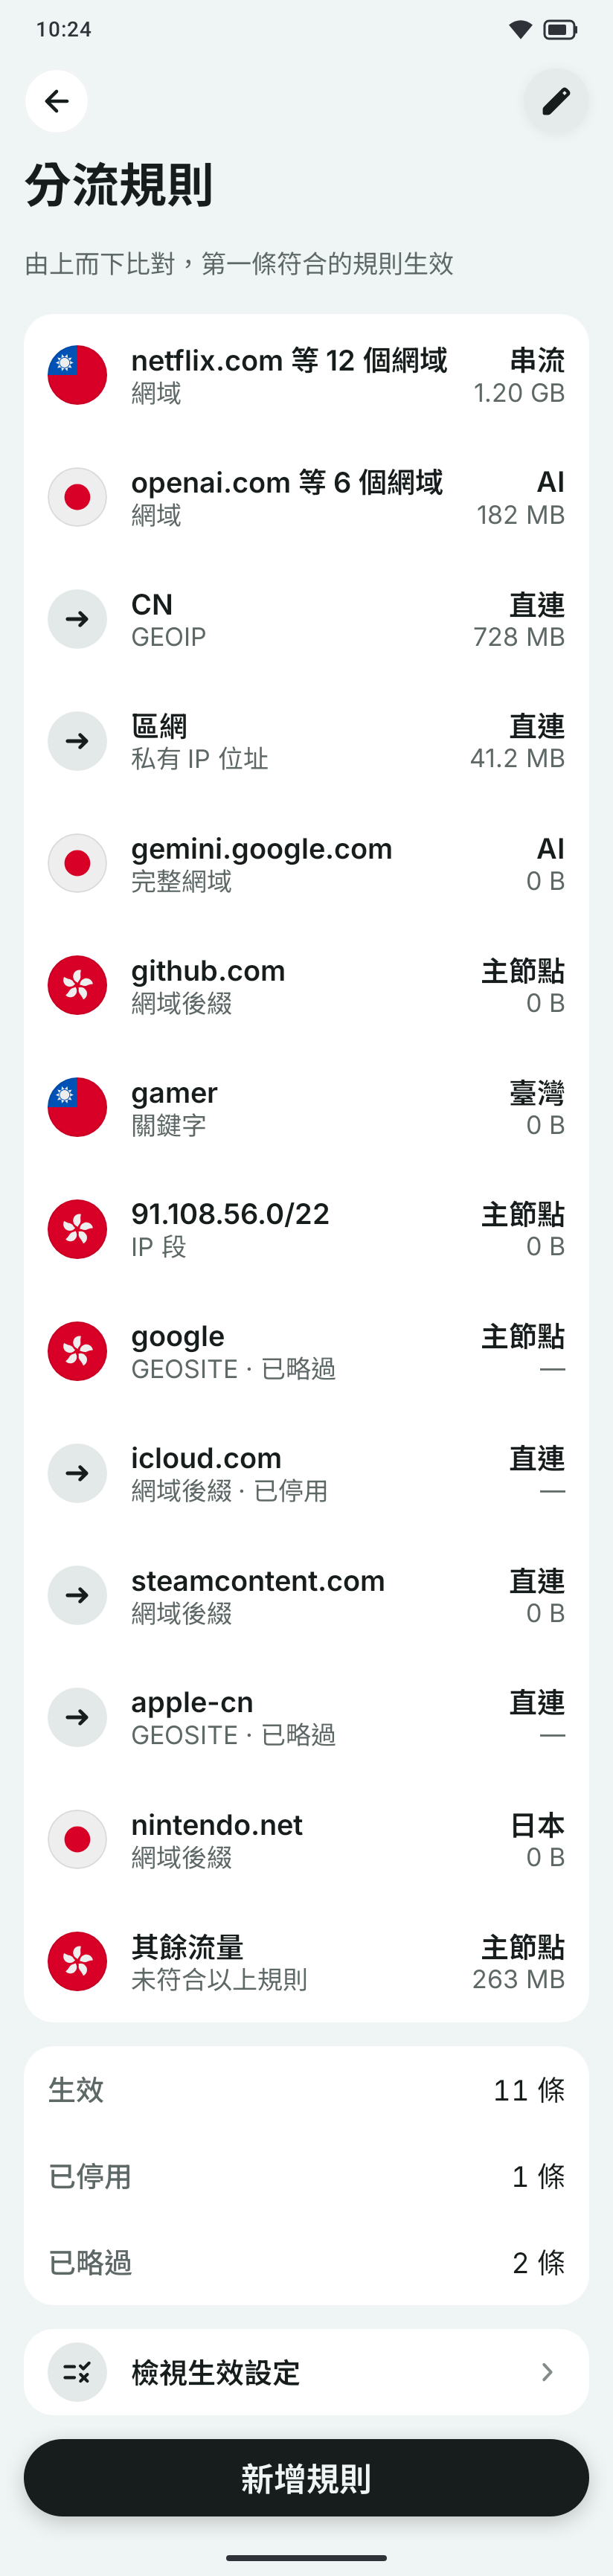 10:24
分流規則
由上而下比對，第一條符合的規則生效
netflix.com 等 12 個網域 串流
網域 1.20 GB
openai.com 等 6 個網域 AI
網域 182 MB
CN 直連
GEOIP 728 MB
區網 直連
私有 IP 位址 41.2 MB
gemini.google.com AI
完整網域 0 B
github.com 主節點
網域後綴 0 B
gamer 臺灣
關鍵字 0 B
91.108.56.0/22 主節點
IP 段 0 B
google 主節點
GEOSITE · 已略過 —
icloud.com 直連
網域後綴 · 已停用 —
steamcontent.com 直連
網域後綴 0 B
apple-cn 直連
GEOSITE · 已略過 —
nintendo.net 日本
網域後綴 0 B
其餘流量 主節點
未符合以上規則 263 MB
生效 11 條
已停用 1 條
已略過 2 條
檢視生效設定
新增規則